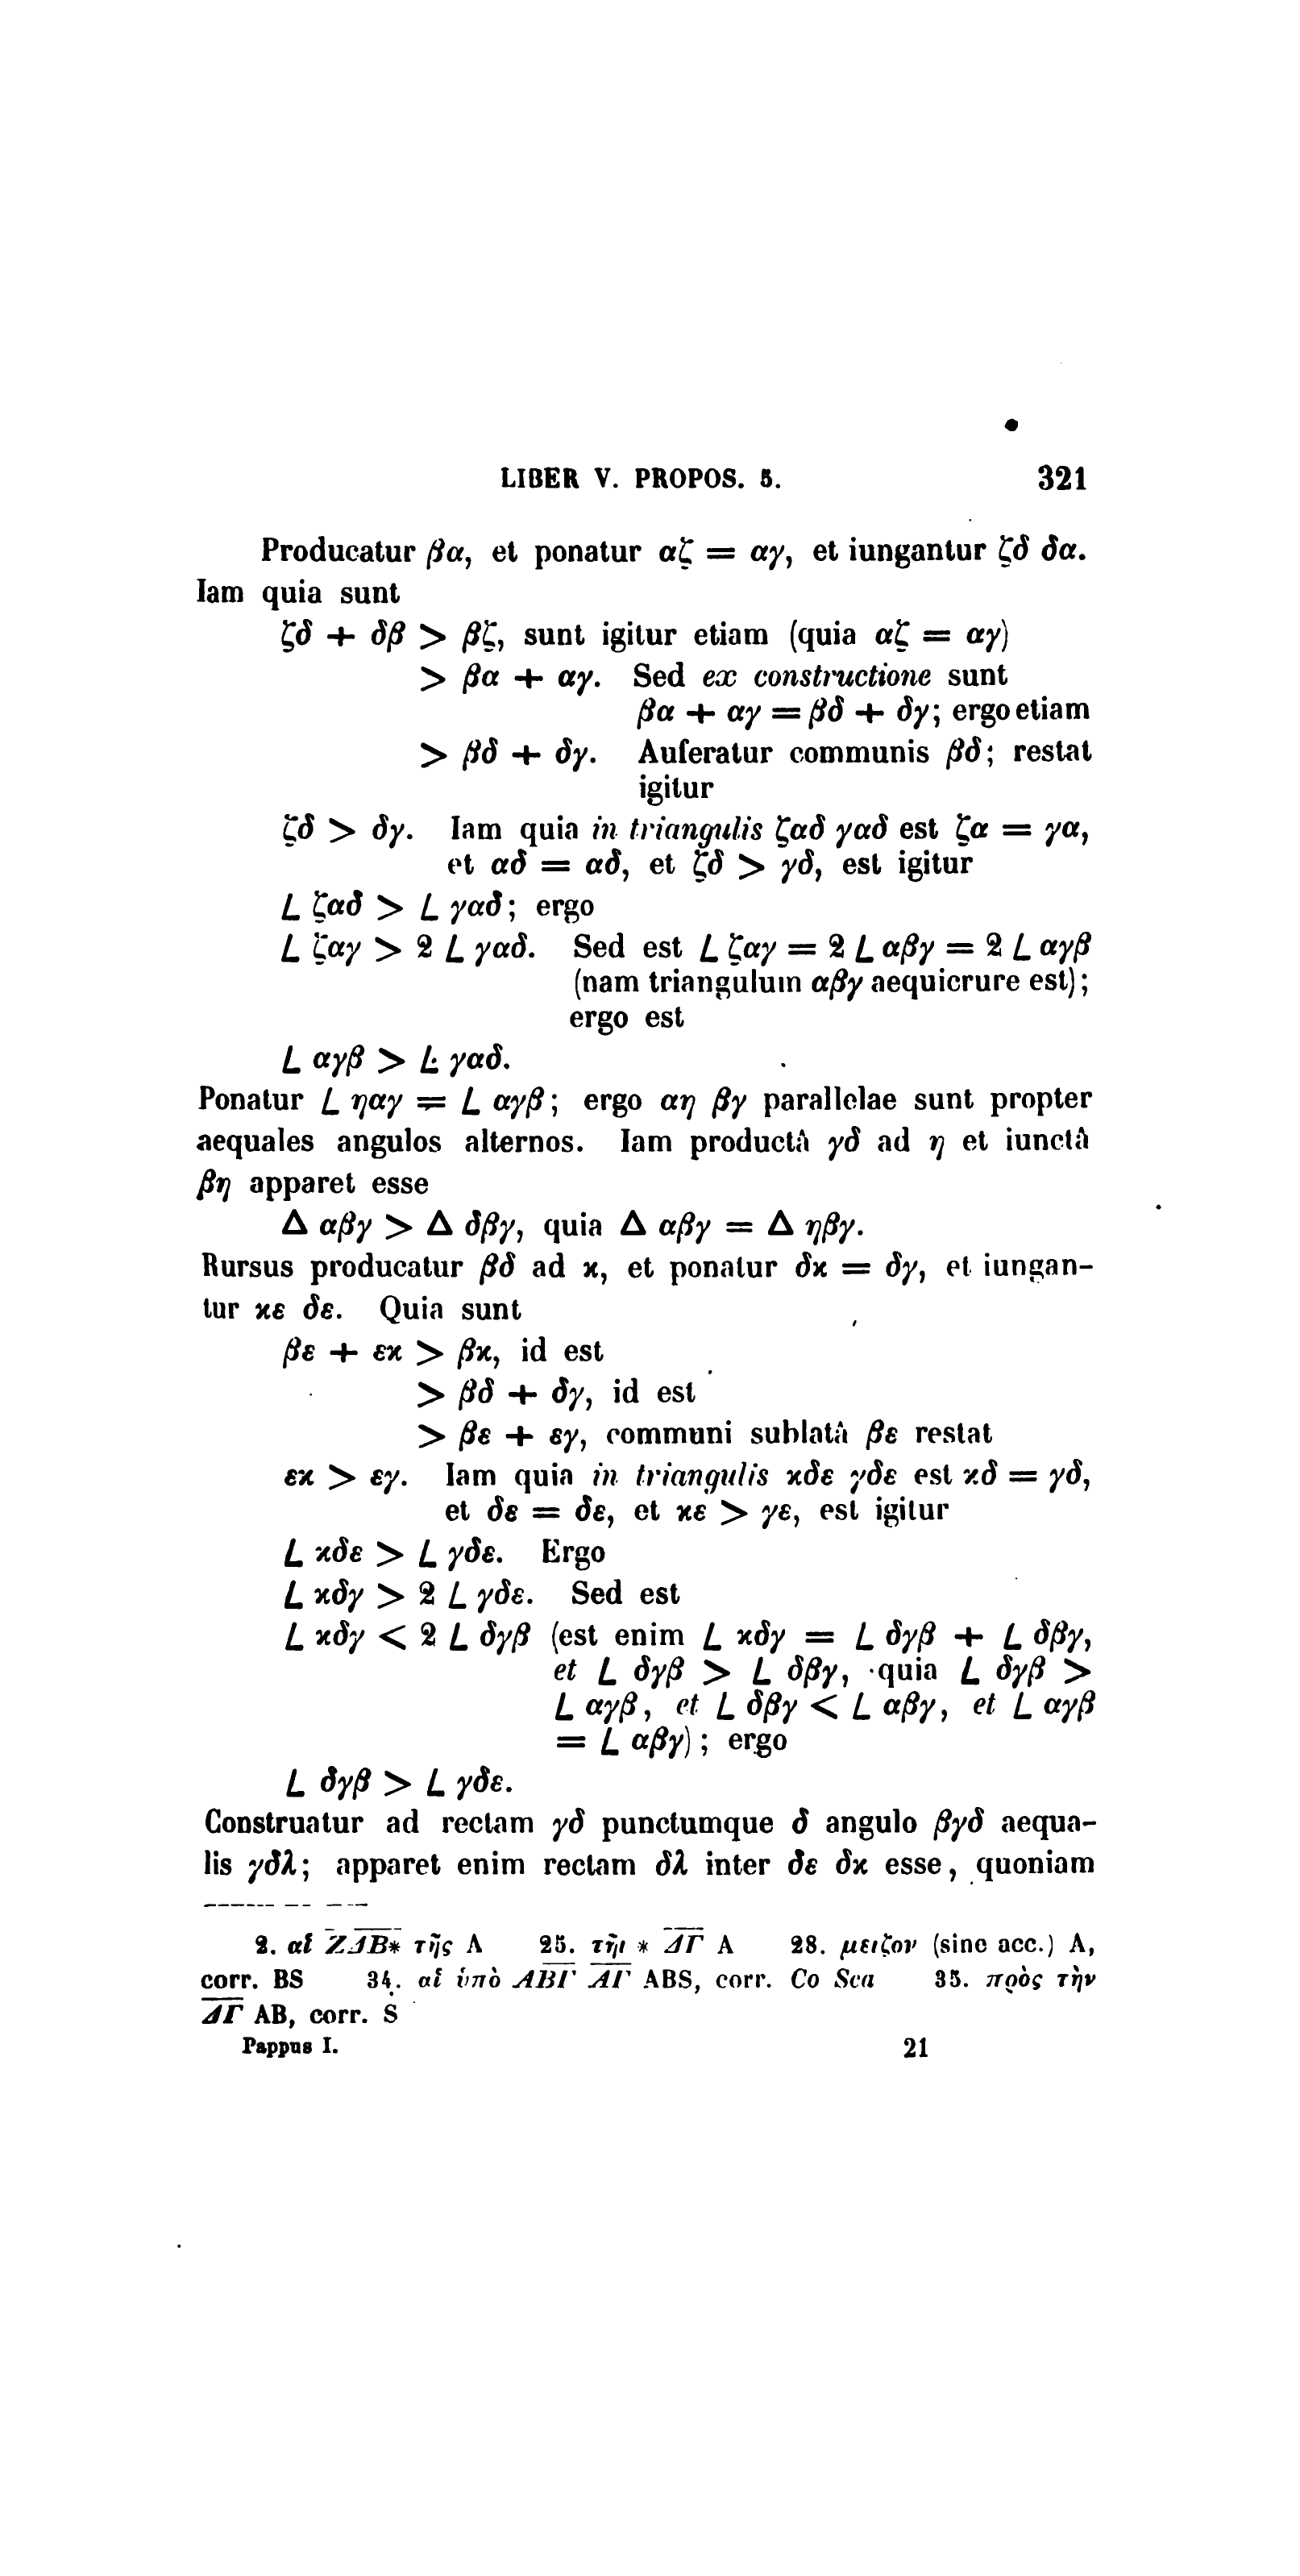 LIBER V. PROPOS. 5. 321
Producatur βα, et ponatur αζ = αγ, et iungantur ζδ δα.
Iam quia sunt
ζδ + δβ > βζ, sunt igitur etiam (quia αζ = αγ)
> βα + αγ. Sed ex constructione sunt
βα + αγ = βδ + δγ; ergo etiam
> βδ + δγ. Auferatur communis βδ; restat
igitur
ζδ > δγ. Iam quia in triangulis ζαδ γαδ est ζα = γα,
et αδ = αδ, et ζδ > γδ, est igitur
L ζαδ > L γαδ; ergo
L ζαγ > 2 L γαδ. Sed est L ζαγ = 2 L αβγ = 2 L αγβ
(nam triangulum αβγ aequicrure est);
ergo est
L αγβ > L γαδ.
Ponatur L ηαγ = L αγβ; ergo αη βγ parallelae sunt propter
aequales angulos alternos. Iam productâ γδ ad η et iunctâ
βη apparet esse
Δ αβγ > Δ δβγ, quia Δ αβγ = Δ ηβγ.
Rursus producatur βδ ad κ, et ponatur δκ = δγ, et iungan-
tur κε δε. Quia sunt
βε + εκ > βκ, id est
> βδ + δγ, id est
> βε + εγ, communi sublatâ βε restat
εκ > εγ. Iam quia in triangulis κδε γδε est κδ = γδ,
et δε = δε, et κε > γε, est igitur
L κδε > L γδε. Ergo
L κδγ > 2 L γδε. Sed est
L κδγ < 2 L δγβ (est enim L κδγ = L δγβ + L δβγ,
et L δγβ > L δβγ, quia L δγβ >
L αγβ, et L δβγ < L αβγ, et L αγβ
= L αβγ); ergo
L δγβ > L γδε.
Construatur ad rectam γδ punctumque δ angulo βγδ aequa-
lis γδλ; apparet enim rectam δλ inter δε δκ esse, quoniam
2. αἱ ΖΔΒ* τῆς A 25. τῆι * ΔΓ A 28. μειζον (sine acc.) A,
corr. BS 34. αἱ ὑπὸ ΑΒΓ ΑΓ ABS, corr. Co Sca 35. πρὸς τὴν
ΔΓ AB, corr. S
Pappus I. 21